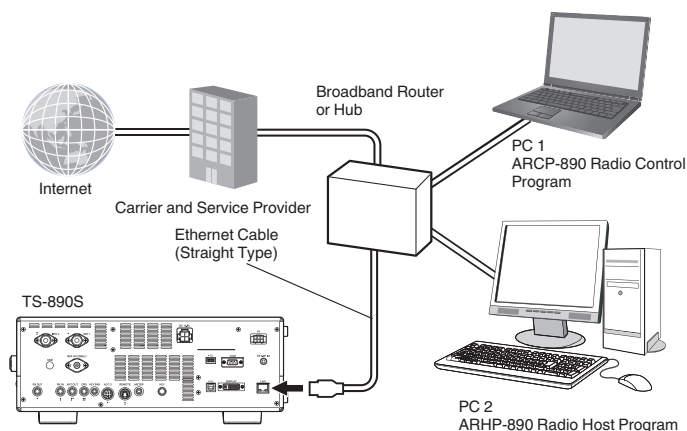 Internet
Carrier and Service Provider
Broadband Router
or Hub
PC 1
ARCP-890 Radio Control
Program
Ethernet Cable
(Straight Type)
TS-890S
PC 2
ARHP-890 Radio Host Program